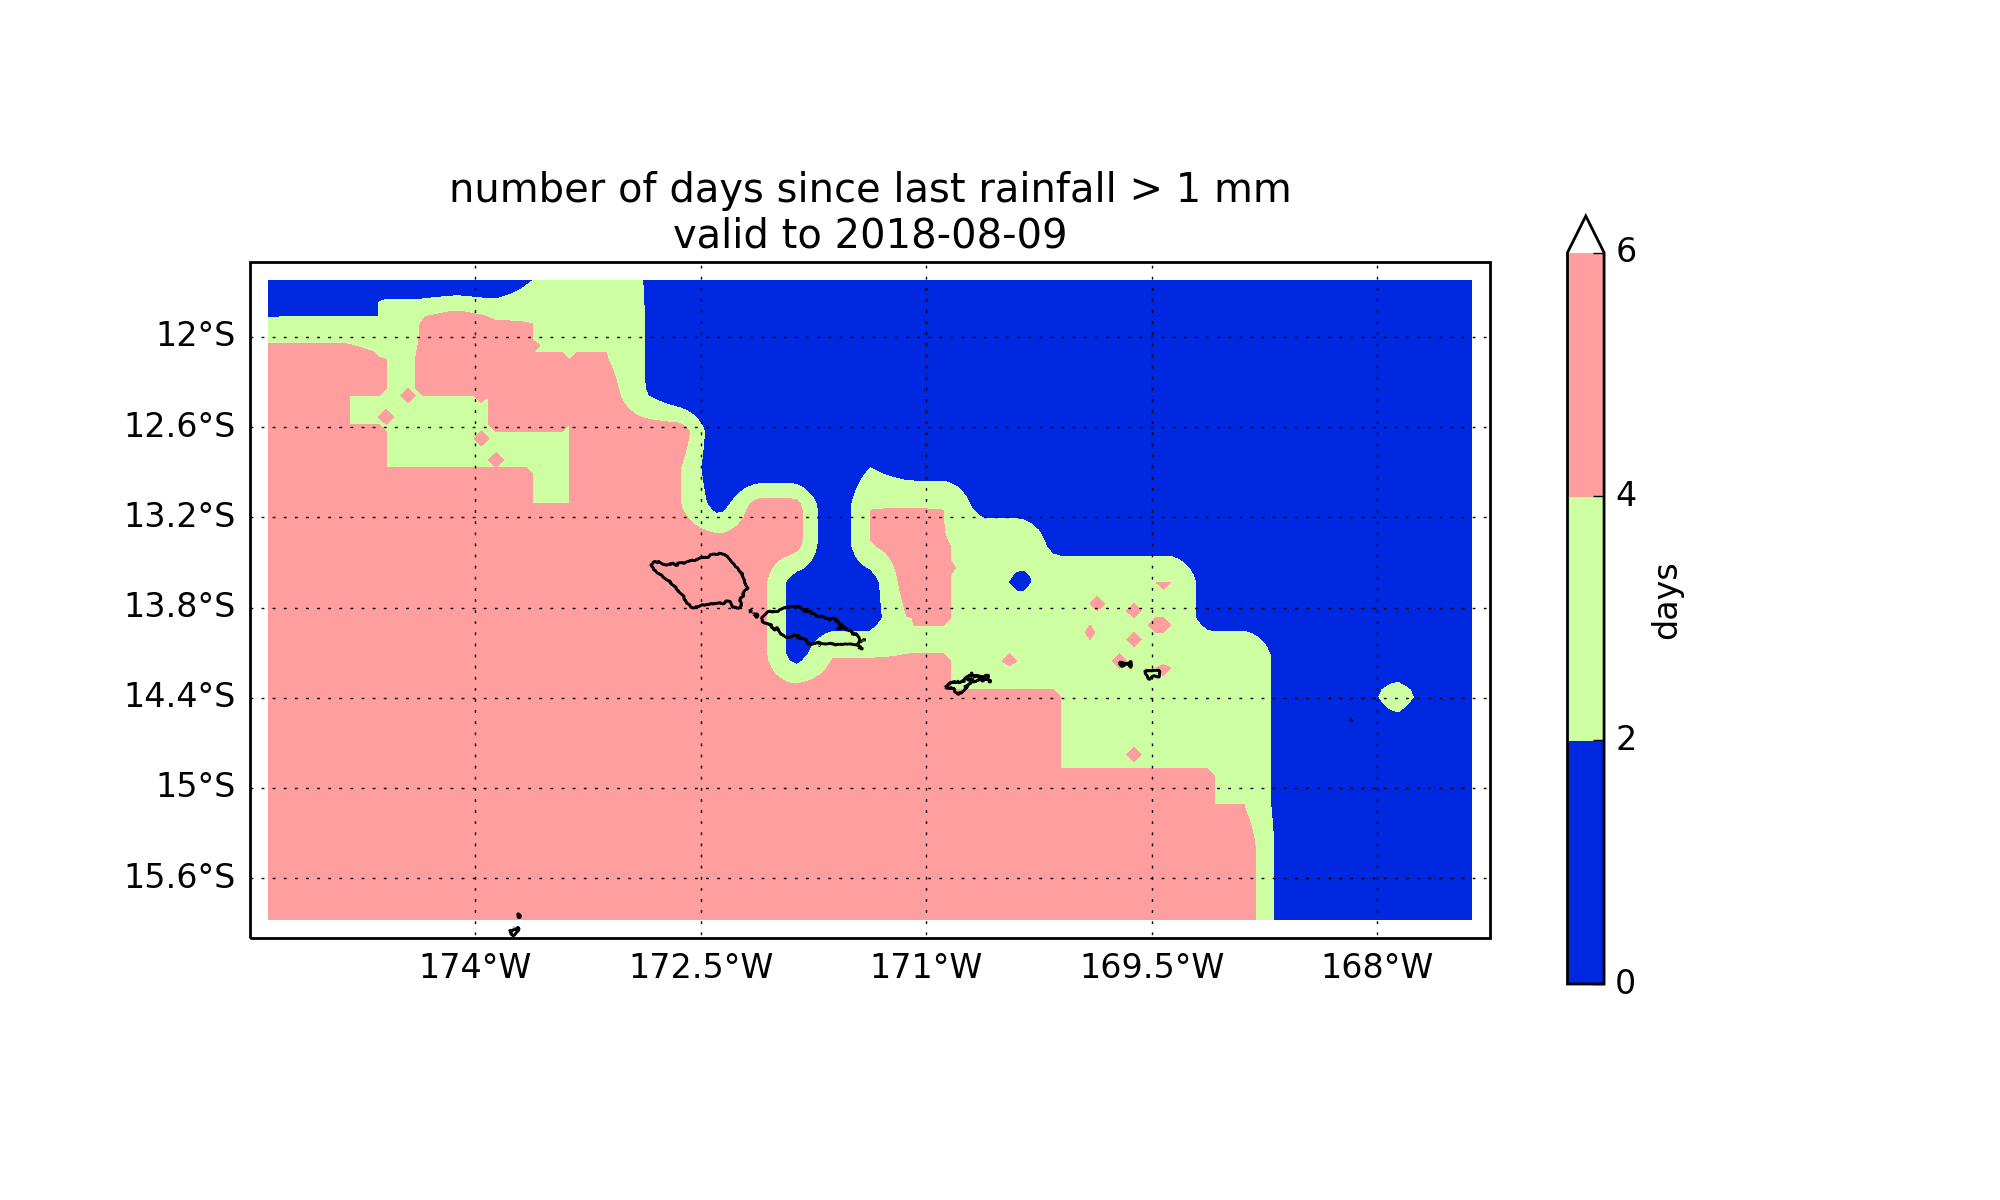 number of days since last rainfall > 1 mm
valid to 2018-08-09
12°S
12.6°S
13.2°S
13.8°S
14.4°S
15°S
15.6°S
174°W 172.5°W 171°W 169.5°W 168°W
6
4
2
0
days